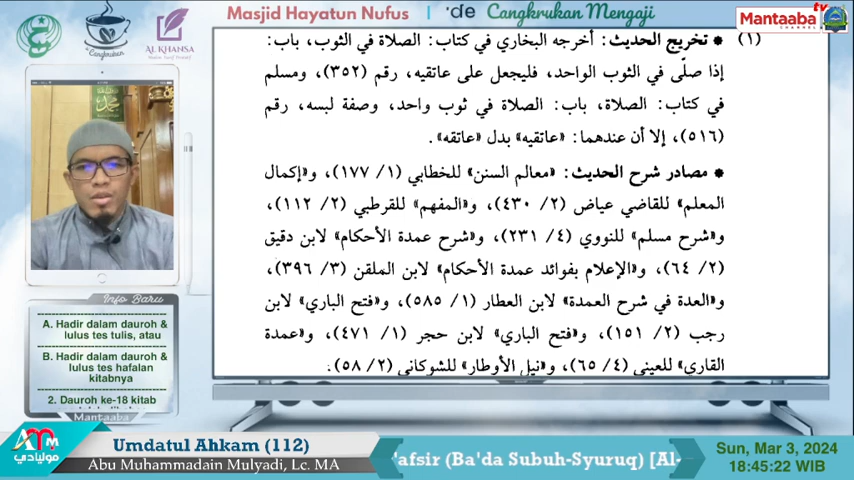 Masjid Hayatun Nufus
Cangkrukan Mengaji
Mantaaba tv
CHANNEL
Cangkrukan
AL KHANSA
(١) * تخريج الحديث: أخرجه البخاري في كتاب: الصلاة في الثوب، باب:
إذا صلّى في الثوب الواحد، فليجعل على عاتقيه، رقم (٣٥٢)، ومسلم
في كتاب: الصلاة، باب: الصلاة في ثوب واحد، وصفة لبسه، رقم
(٥١٦)، إلا أن عندهما: «عاتقيه» بدل «عاتقه».
* مصادر شرح الحديث: «معالم السنن» للخطابي (١/ ١٧٧)، و«إكمال
المعلم» للقاضي عياض (٢/ ٤٣٠)، و«المفهم» للقرطبي (٢/ ١١٢)،
و«شرح مسلم» للنووي (٤/ ٢٣١)، و«شرح عمدة الأحكام» لابن دقيق
(٢/ ٦٤)، و«الإعلام بفوائد عمدة الأحكام» لابن الملقن (٣/ ٣٩٦)،
و«العدة في شرح العمدة» لابن العطار (١/ ٥٨٥)، و«فتح الباري» لابن
رجب (٢/ ١٥١)، و«فتح الباري» لابن حجر (١/ ٤٧١)، و«عمدة
القاري» للعيني (٤/ ٦٥)، و«نيل الأوطار» للشوكاني (٢/ ٥٨).
Info Baru
A. Hadir dalam dauroh &
lulus tes tulis, atau
B. Hadir dalam dauroh &
lulus tes hafalan
kitabnya
2. Dauroh ke-18 kitab
Mantaaba
Umdatul Ahkam (112)
Abu Muhammadain Mulyadi, Lc. MA
موليادي
'afsir (Ba'da Subuh-Syuruq) [Al-
Sun, Mar 3, 2024
18:45:22 WIB